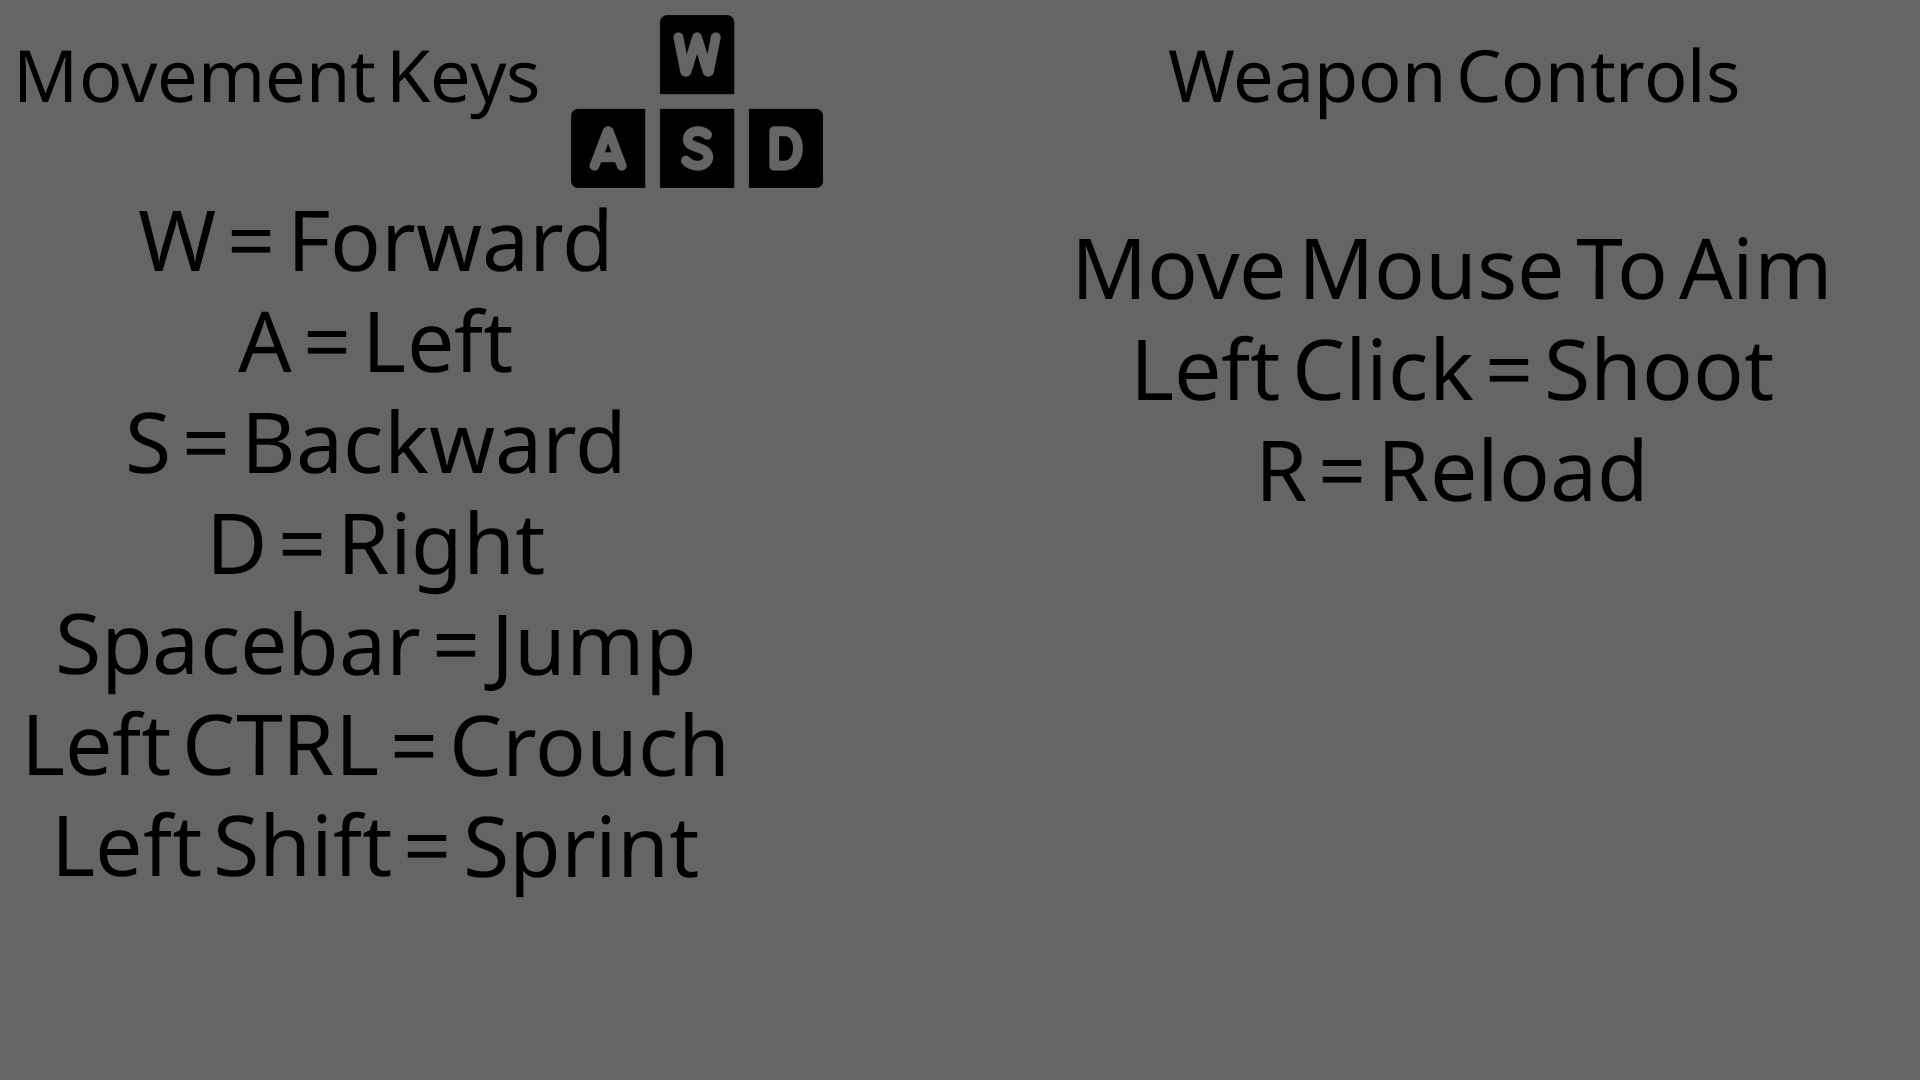 Movement Keys
W
A S D
W = Forward
A = Left
S = Backward
D = Right
Spacebar = Jump
Left CTRL = Crouch
Left Shift = Sprint
Weapon Controls
Move Mouse To Aim
Left Click = Shoot
R = Reload